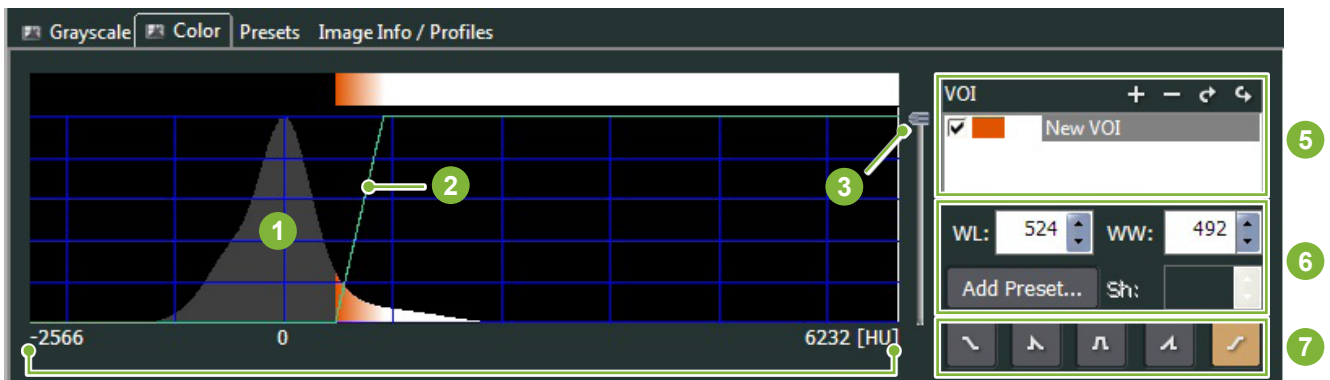 Grayscale Color Presets Image Info / Profiles
VOI + −
New VOI
5
3
2
1
WL: 524 WW: 492
6
Add Preset... Sh:
-2566 0 6232 [HU]
7